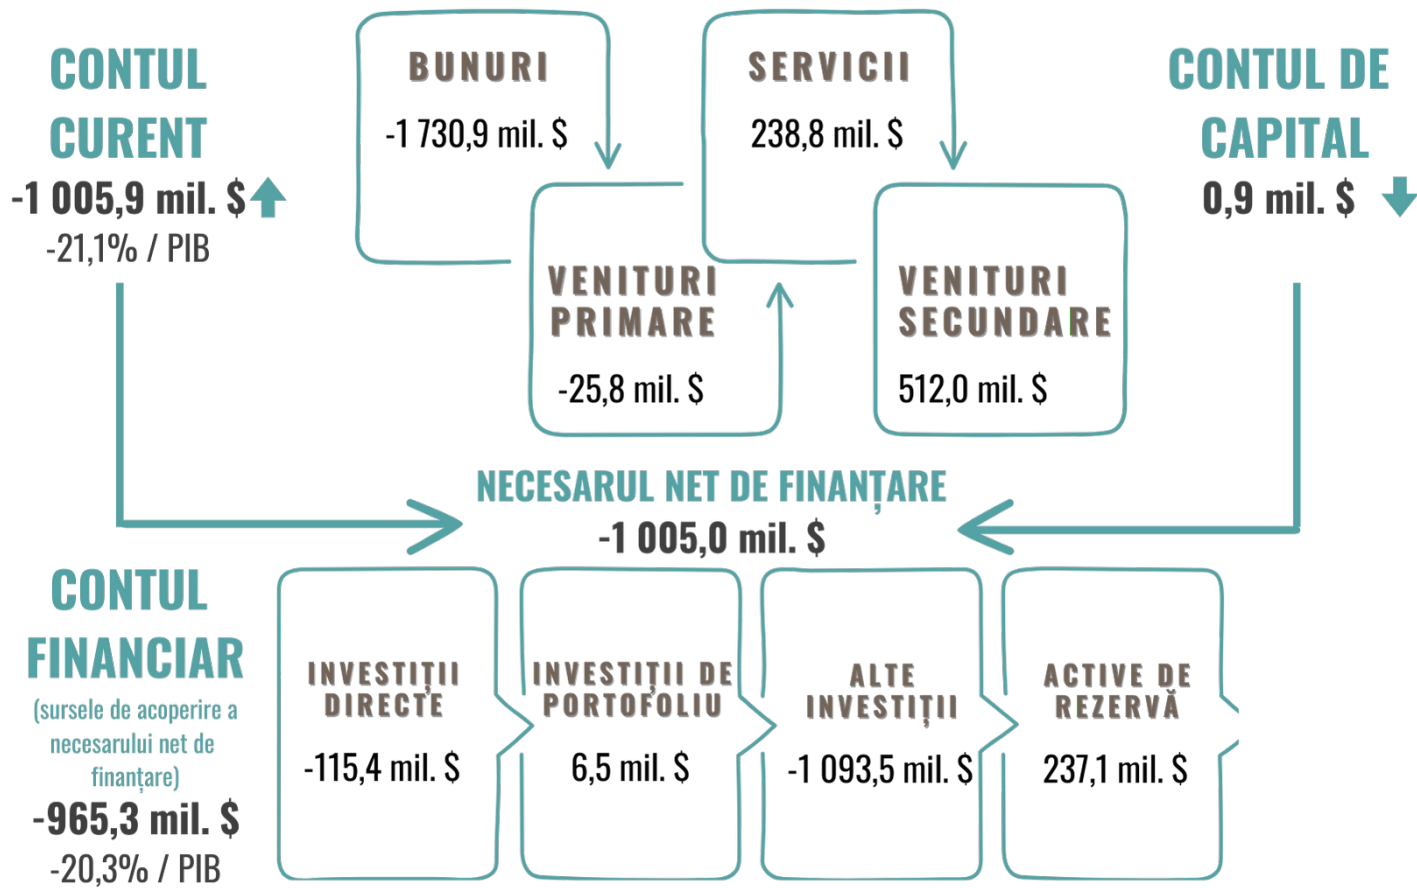 CONTUL
CURENT
-1 005,9 mil. $
-21,1% / PIB
BUNURI
-1 730,9 mil. $
SERVICII
238,8 mil. $
CONTUL DE
CAPITAL
0,9 mil. $
VENITURI
PRIMARE
-25,8 mil. $
VENITURI
SECUNDARE
512,0 mil. $
NECESARUL NET DE FINANȚARE
-1 005,0 mil. $
CONTUL
FINANCIAR
(sursele de acoperire a
necesarului net de
finanțare)
-965,3 mil. $
-20,3% / PIB
INVESTIȚII
DIRECTE
-115,4 mil. $
INVESTIȚII DE
PORTOFOLIU
6,5 mil. $
ALTE
INVESTIȚII
-1 093,5 mil. $
ACTIVE DE
REZERVĂ
237,1 mil. $